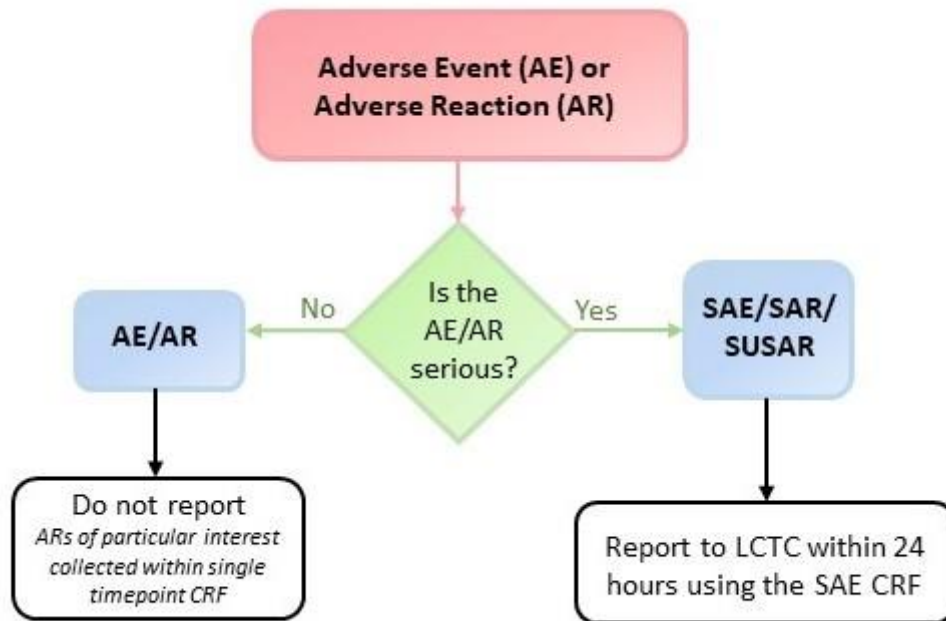 Adverse Event (AE) or
Adverse Reaction (AR)
Is the
AE/AR
serious?
No
Yes
AE/AR
SAE/SAR/
SUSAR
Do not report
ARs of particular interest
collected within single
timepoint CRF
Report to LCTC within 24
hours using the SAE CRF